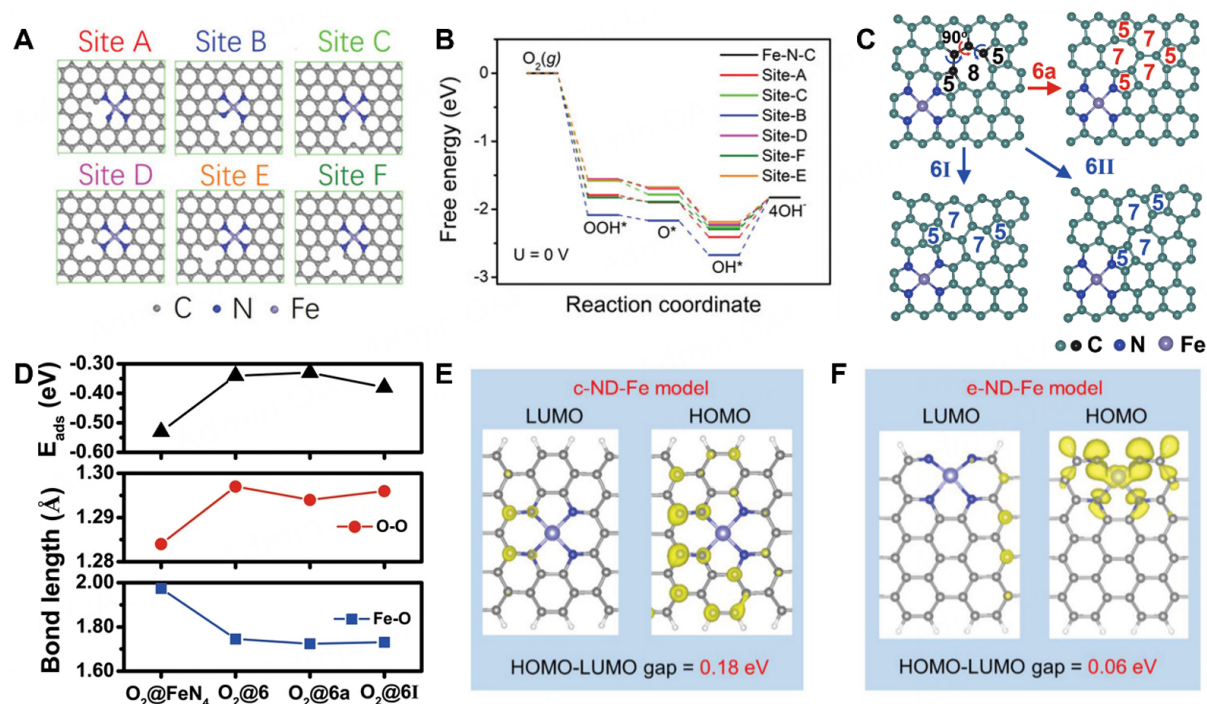 A
Site A Site B Site C
Site D Site E Site F
C N Fe
B
O2(g)
Fe-N-C
Site-A
Site-C
Site-B
Site-D
Site-F
Site-E
0
-1
-2
-3
Free energy (eV)
OOH*
O*
OH*
4OH-
U = 0 V
Reaction coordinate
C
90°
5
8
5
6a
5
7
7
5
5
7
6I
6II
7
5
7
5
7
5
7
5
C N Fe
D
-0.30
-0.40
-0.50
-0.60
Eads (eV)
1.30
1.29
1.28
O-O
2.00
1.80
1.60
Fe-O
Bond length (Å)
O2@FeN4 O2@6 O2@6a O2@6I
E
c-ND-Fe model
LUMO HOMO
HOMO-LUMO gap = 0.18 eV
F
e-ND-Fe model
LUMO HOMO
HOMO-LUMO gap = 0.06 eV